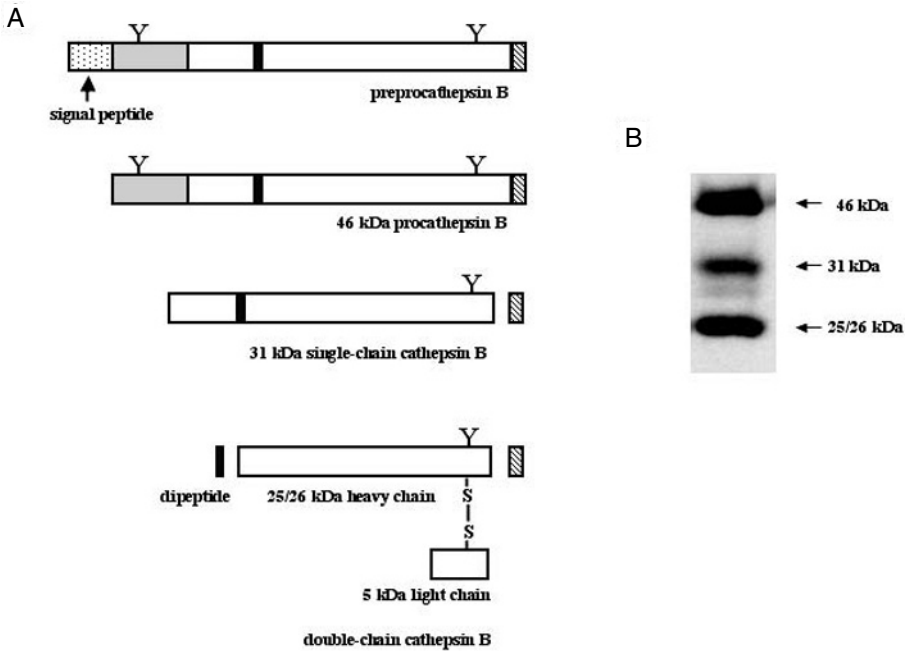 A
Y Y
preprocathepsin B
signal peptide
Y Y
46 kDa procathepsin B
Y
31 kDa single-chain cathepsin B
Y
dipeptide 25/26 kDa heavy chain
S
S
5 kDa light chain
double-chain cathepsin B
B
46 kDa
31 kDa
25/26 kDa